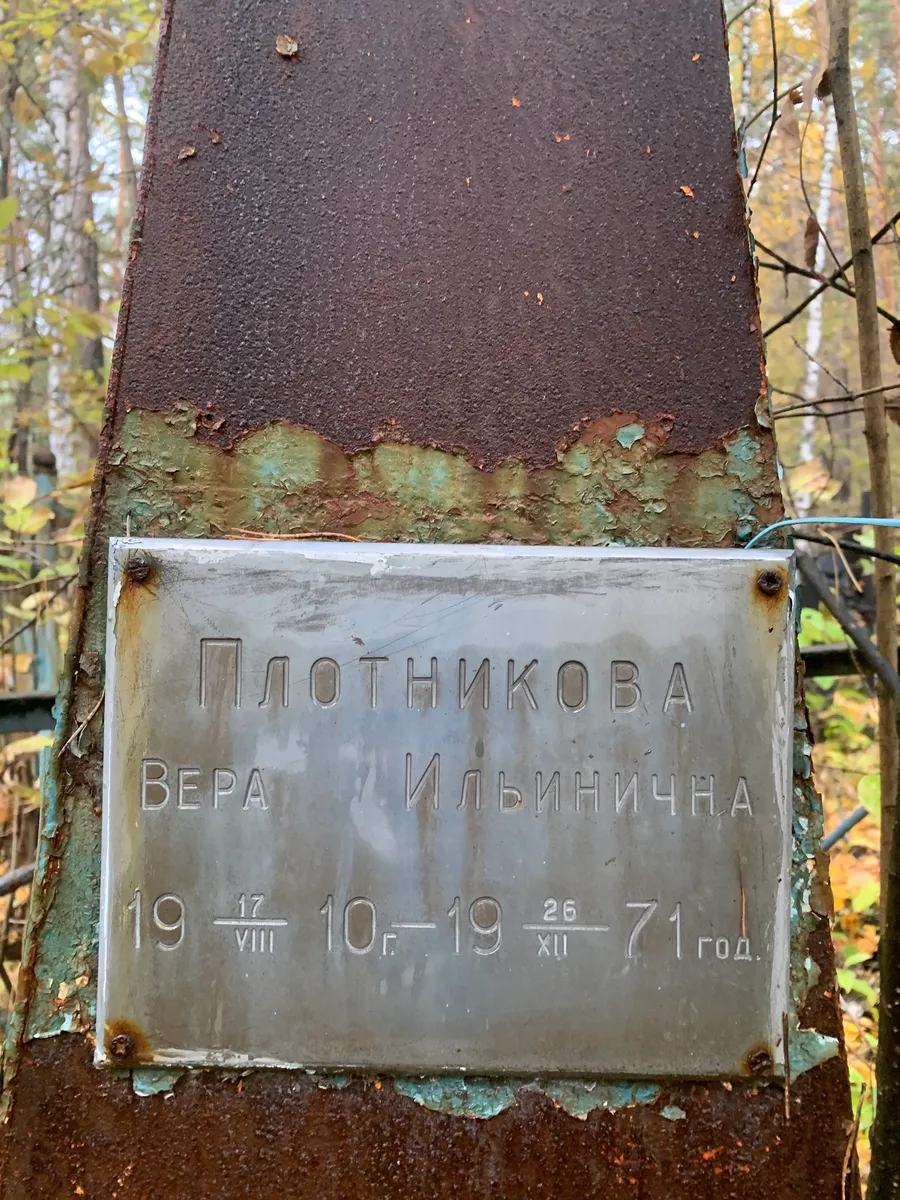 Плотникова
Вера Ильинична
19 17/VIII 10г.–19 26/XII 71 год.